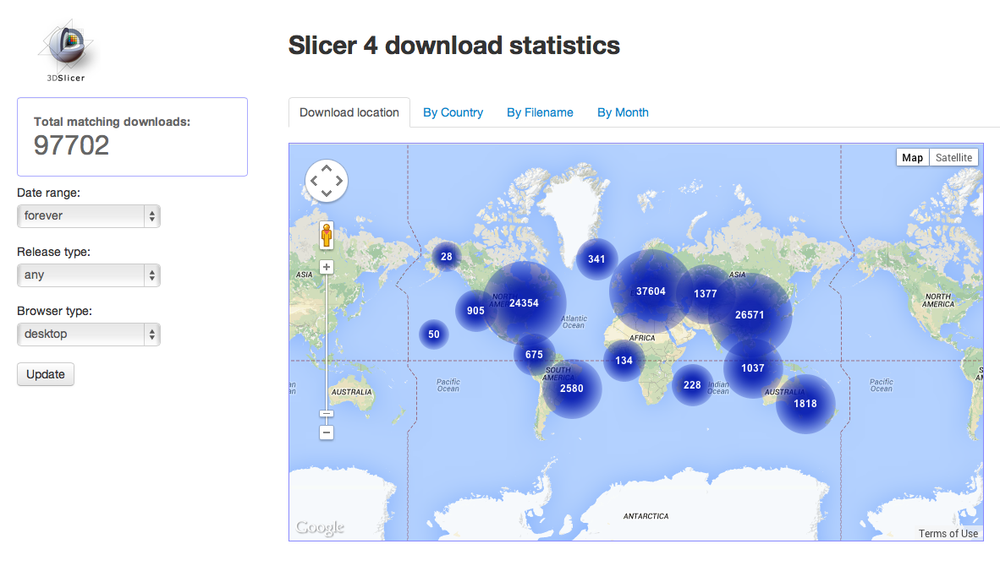 3DSlicer
Slicer 4 download statistics
Total matching downloads:
97702
Date range:
forever
Release type:
any
Browser type:
desktop
Update
Download location
By Country
By Filename
By Month
Map
Satellite
28
341
ASIA
ASIA
37604
1377
NORTH
AMERICA
24354
NORTH
AMERICA
905
26571
Atlantic
Ocean
50
AFRICA
675
134
1037
SOUTH
AMERICA
2580
228
Indian
Ocean
Pacific
Ocean
Pacific
Ocean
AUSTRALIA
AUSTRALIA
1818
ANTARCTICA
Google
Terms of Use